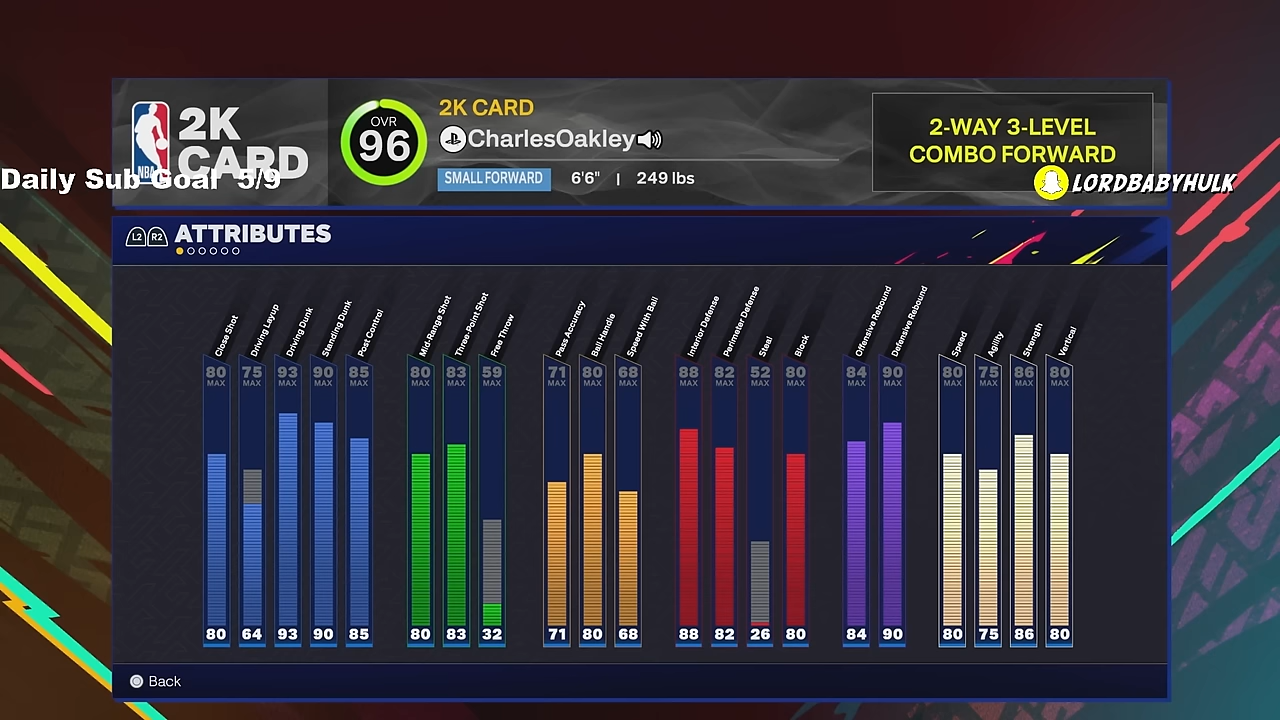 2K CARD
OVR
96
2K
CARD
NBA
CharlesOakley
SMALL FORWARD 6'6" | 249 lbs
2-WAY 3-LEVEL
COMBO FORWARD
Daily Sub Goal 5/9
LORDBABYHULK
L2 R2 ATTRIBUTES
Close Shot Driving Layup Driving Dunk Standing Dunk Post Control Mid-Range Shot Three-Point Shot Free Throw Pass Accuracy Ball Handle Speed With Ball Interior Defense Perimeter Defense Steal Block Offensive Rebound Defensive Rebound Speed Agility Strength Vertical
80 75 93 90 85 80 83 59 71 80 68 88 82 52 80 84 90 80 75 86 80
MAX MAX MAX MAX MAX MAX MAX MAX MAX MAX MAX MAX MAX MAX MAX MAX MAX MAX MAX MAX MAX
80 64 93 90 85 80 83 32 71 80 68 88 82 26 80 84 90 80 75 86 80
Back